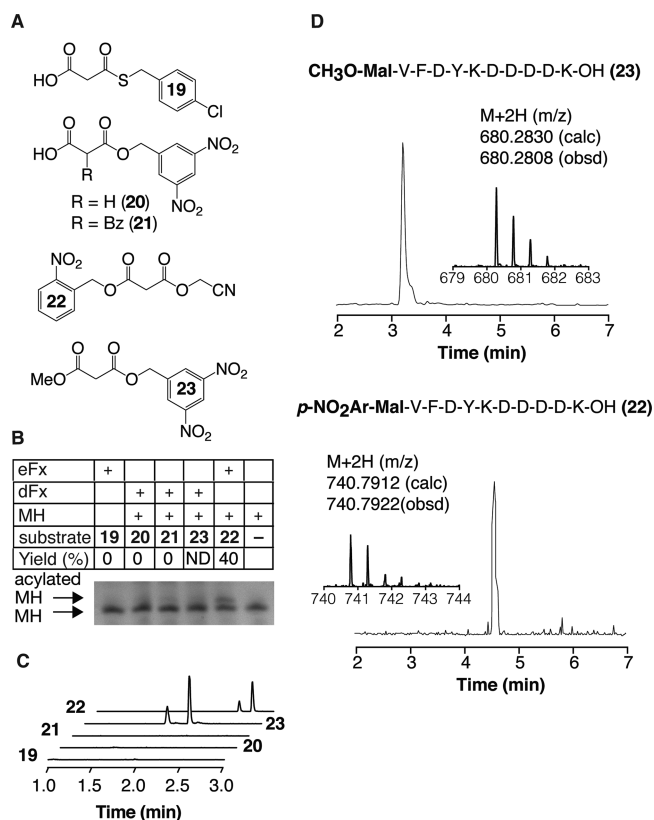 A
O O
HO S 19
Cl
O O NO2
HO O
R
R = H (20) NO2
R = Bz (21)
NO2 O O
22 O O CN
O O NO2
MeO O 23
NO2
B
eFx + +
dFx + + +
MH + + + + +
substrate 19 20 21 23 22 –
Yield (%) 0 0 0 ND 40
acylated
MH
MH
C
22
23
21
20
19
1.0 1.5 2.0 2.5 3.0
Time (min)
D
CH3O-Mal-V-F-D-Y-K-D-D-D-D-K-OH (23)
M+2H (m/z)
680.2830 (calc)
680.2808 (obsd)
679 680 681 682 683
2 3 4 5 6 7
Time (min)
p-NO2Ar-Mal-V-F-D-Y-K-D-D-D-D-K-OH (22)
M+2H (m/z)
740.7912 (calc)
740.7922(obsd)
740 741 742 743 744
2 3 4 5 6 7
Time (min)